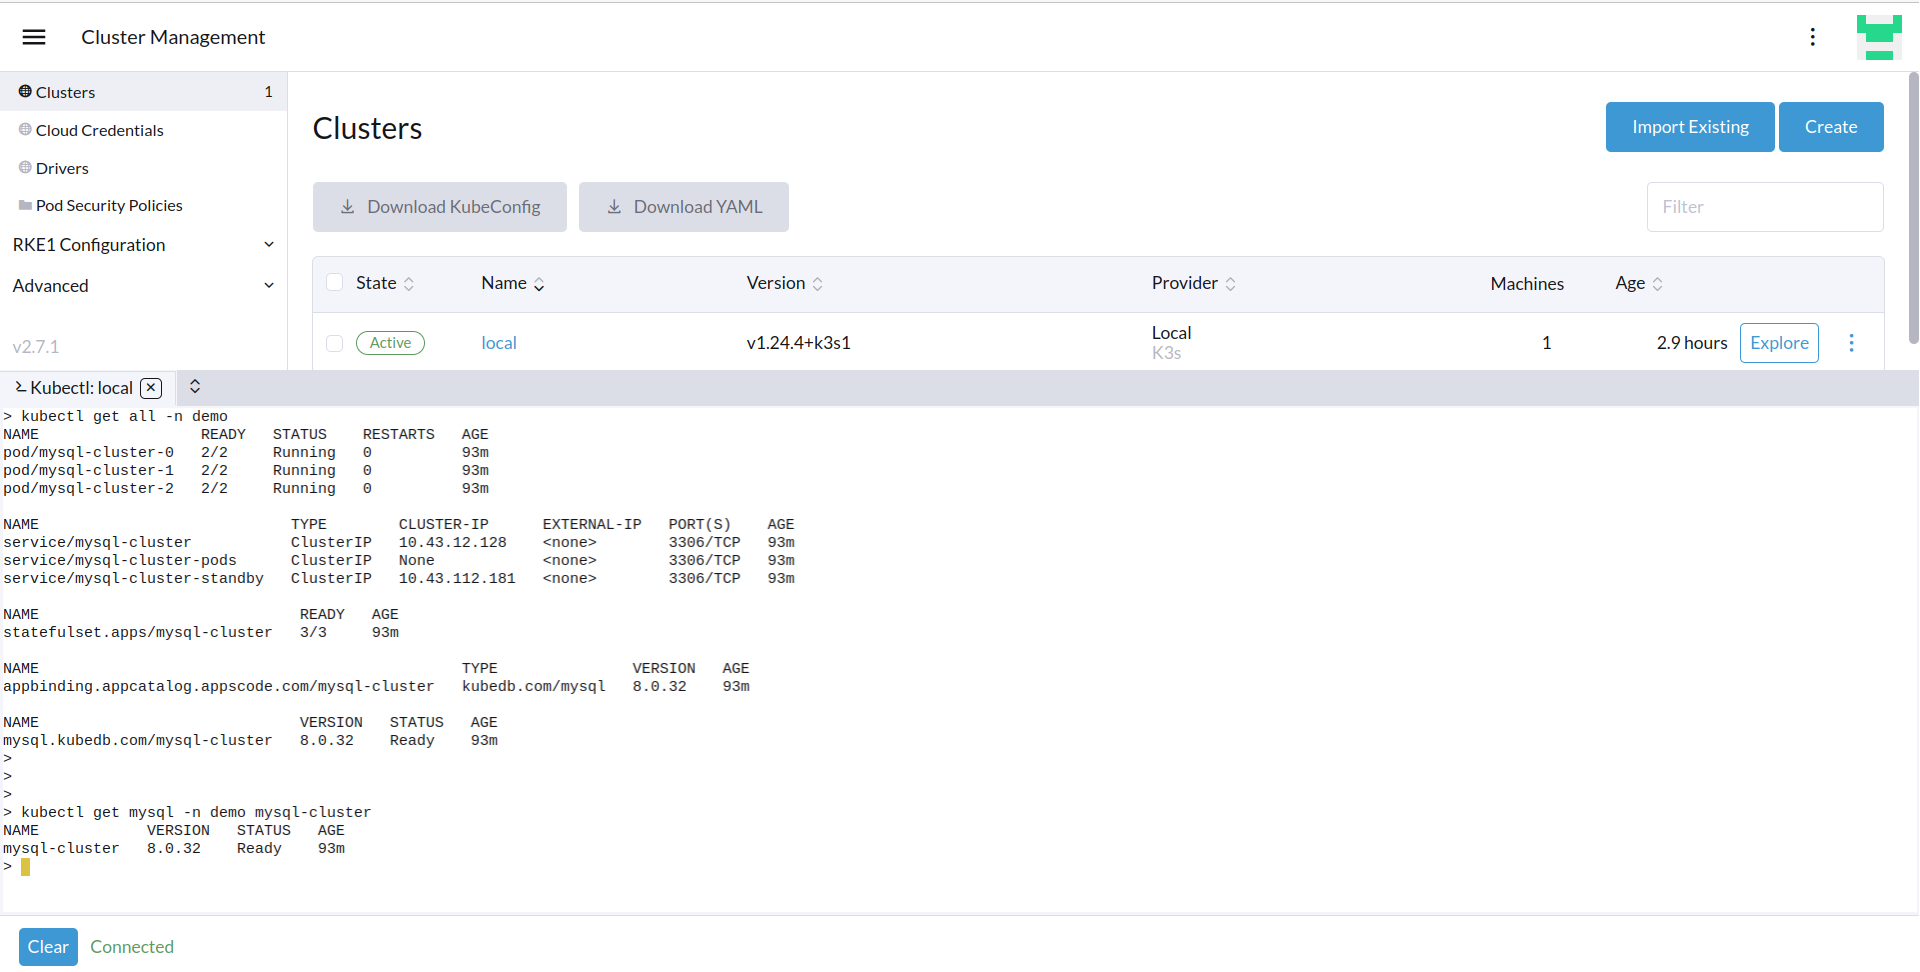 Cluster Management
Clusters 1
Cloud Credentials
Drivers
Pod Security Policies
RKE1 Configuration
Advanced
v2.7.1
Clusters
Import Existing Create
Download KubeConfig Download YAML Filter
State Name Version Provider Machines Age
Active local v1.24.4+k3s1 Local K3s 1 2.9 hours Explore
Kubectl: local
> kubectl get all -n demo
NAME                  READY   STATUS    RESTARTS   AGE
pod/mysql-cluster-0   2/2     Running   0          93m
pod/mysql-cluster-1   2/2     Running   0          93m
pod/mysql-cluster-2   2/2     Running   0          93m
NAME                            TYPE        CLUSTER-IP      EXTERNAL-IP   PORT(S)    AGE
service/mysql-cluster           ClusterIP   10.43.12.128    <none>        3306/TCP   93m
service/mysql-cluster-pods      ClusterIP   None            <none>        3306/TCP   93m
service/mysql-cluster-standby   ClusterIP   10.43.112.181   <none>        3306/TCP   93m
NAME                             READY   AGE
statefulset.apps/mysql-cluster   3/3     93m
NAME                                               TYPE               VERSION   AGE
appbinding.appcatalog.appscode.com/mysql-cluster   kubedb.com/mysql   8.0.32    93m
NAME                             VERSION   STATUS   AGE
mysql.kubedb.com/mysql-cluster   8.0.32    Ready    93m
>
>
>
> kubectl get mysql -n demo mysql-cluster
NAME            VERSION   STATUS   AGE
mysql-cluster   8.0.32    Ready    93m
>
Clear Connected